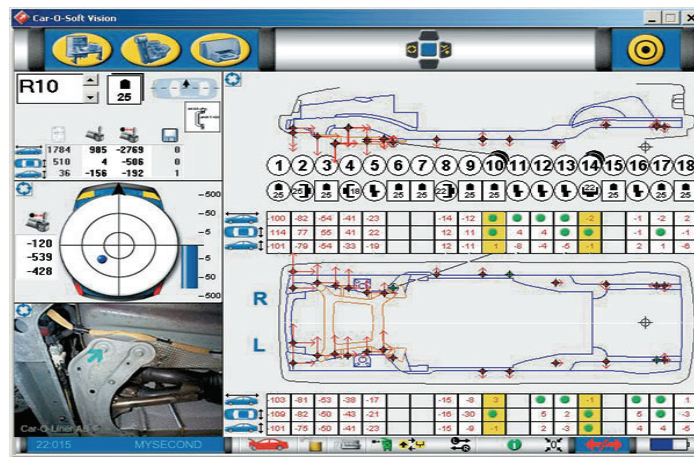 Car-O-Soft Vision
R10
25
1784 985 -2769 0
510 4 -506 0
36 -156 -192 1
-500
-50
-5
-5
-50
-500
-120
-539
-428
1 2 3 4 5 6 7 8 9 10 11 12 13 14 15 16 17 18
-100 -82 -54 -41 -23 -14 -12 -2 -1 -2 2
114 77 55 41 22 12 11 4 4 -1 1
-101 -79 -54 -33 -19 12 -11 1 -8 -4 -5 -1 2 1 -6
R
L
-103 -81 -53 -38 -17 -15 -8 3 -1 1
-109 -82 -50 -43 -21 -16 -30 5 2 5 -3
-101 -75 -50 -41 -23 -15 -9 -1 2 -3 4 4 -5
Car-O-Liner AB ©
22:015 MYSECOND